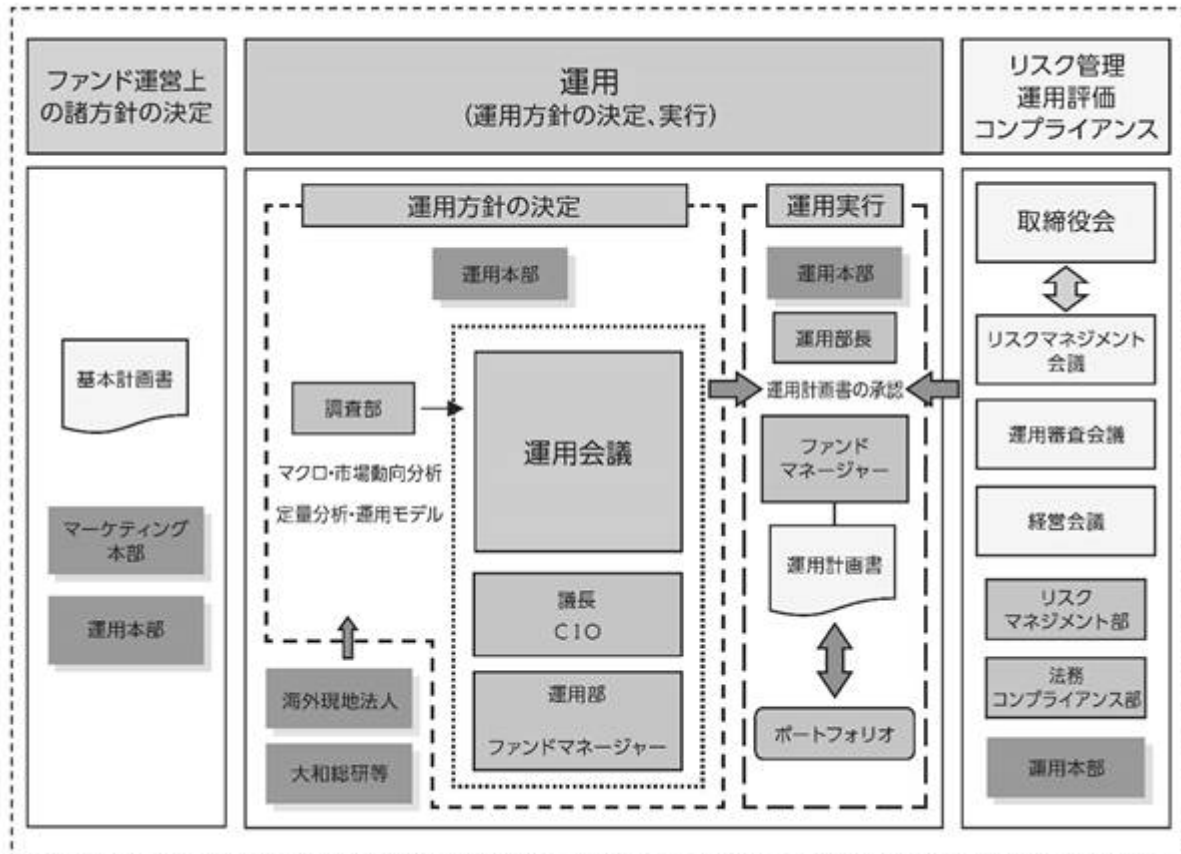 ファンド運営上
の諸方針の決定
運用
(運用方針の決定、実行)
リスク管理
運用評価
コンプライアンス
基本計画書
マーケティング
本部
運用本部
運用方針の決定
運用本部
調査部
マクロ・市場動向分析
定量分析・運用モデル
海外現地法人
大和総研等
運用会議
議長
CIO
運用部
ファンドマネージャー
運用実行
運用本部
運用部長
運用計画書の承認
ファンド
マネージャー
運用計画書
ポートフォリオ
取締役会
リスクマネジメント
会議
運用審査会議
経営会議
リスク
マネジメント部
法務
コンプライアンス部
運用本部